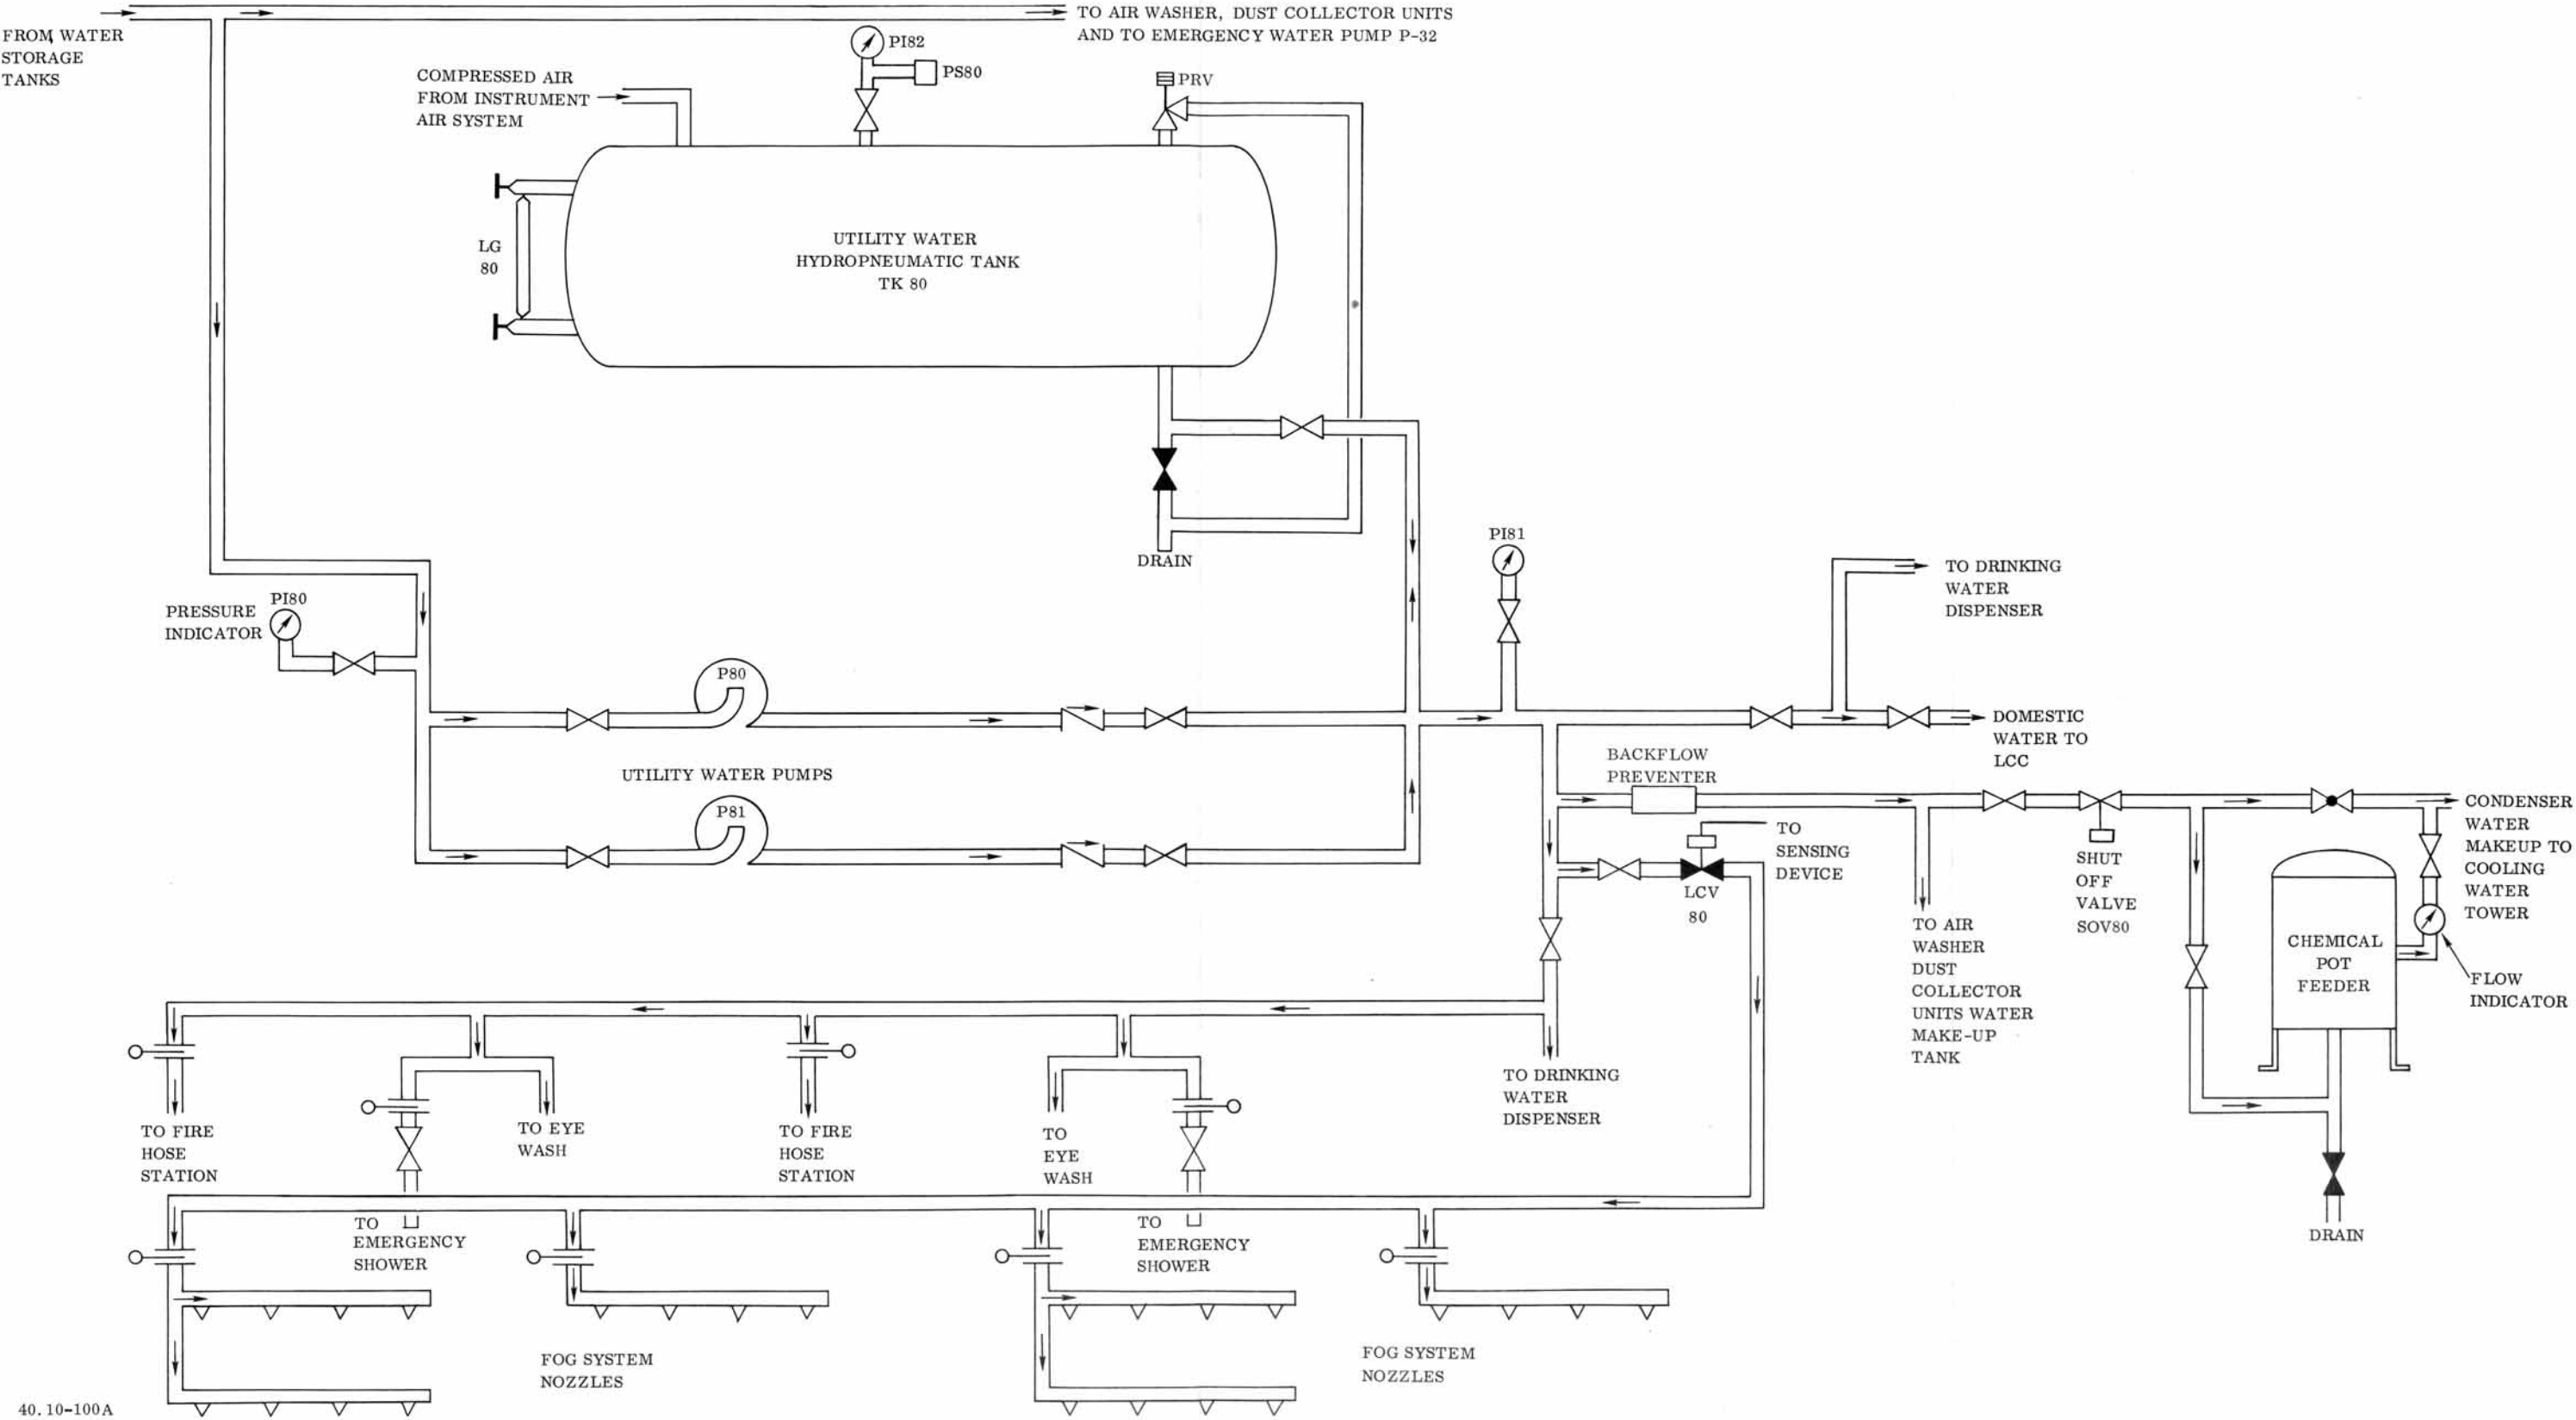 TO AIR WASHER, DUST COLLECTOR UNITS
AND TO EMERGENCY WATER PUMP P-32
FROM WATER
STORAGE
TANKS
PI82
PS80
PRV
COMPRESSED AIR
FROM INSTRUMENT
AIR SYSTEM
LG
80
UTILITY WATER
HYDROPNEUMATIC TANK
TK 80
DRAIN
PI81
TO DRINKING
WATER
DISPENSER
PI80
PRESSURE
INDICATOR
P80
DOMESTIC
WATER TO
LCC
UTILITY WATER PUMPS
BACKFLOW
PREVENTER
P81
TO
SENSING
DEVICE
LCV
80
SHUT
OFF
VALVE
SOV80
CONDENSER
WATER
MAKEUP TO
COOLING
WATER
TOWER
TO AIR
WASHER
DUST
COLLECTOR
UNITS WATER
MAKE-UP
TANK
CHEMICAL
POT
FEEDER
FLOW
INDICATOR
TO DRINKING
WATER
DISPENSER
TO FIRE
HOSE
STATION
TO EYE
WASH
TO FIRE
HOSE
STATION
TO
EYE
WASH
TO
EMERGENCY
SHOWER
TO
EMERGENCY
SHOWER
DRAIN
FOG SYSTEM
NOZZLES
FOG SYSTEM
NOZZLES
40.10-100A